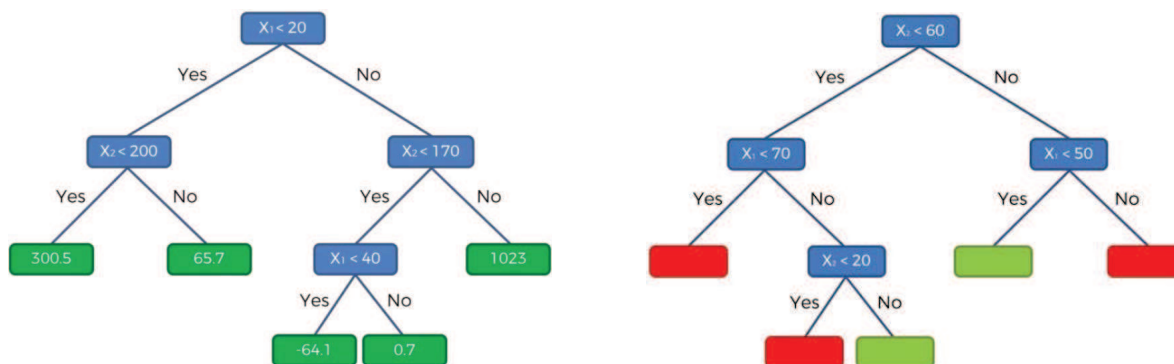 X₁ < 20
Yes
No
X₂ < 200
X₂ < 170
Yes
No
Yes
No
300.5
65.7
X₁ < 40
1023
Yes
No
-64.1
0.7
X₂ < 60
Yes
No
X₁ < 70
X₁ < 50
Yes
No
Yes
No
X₂ < 20
Yes
No